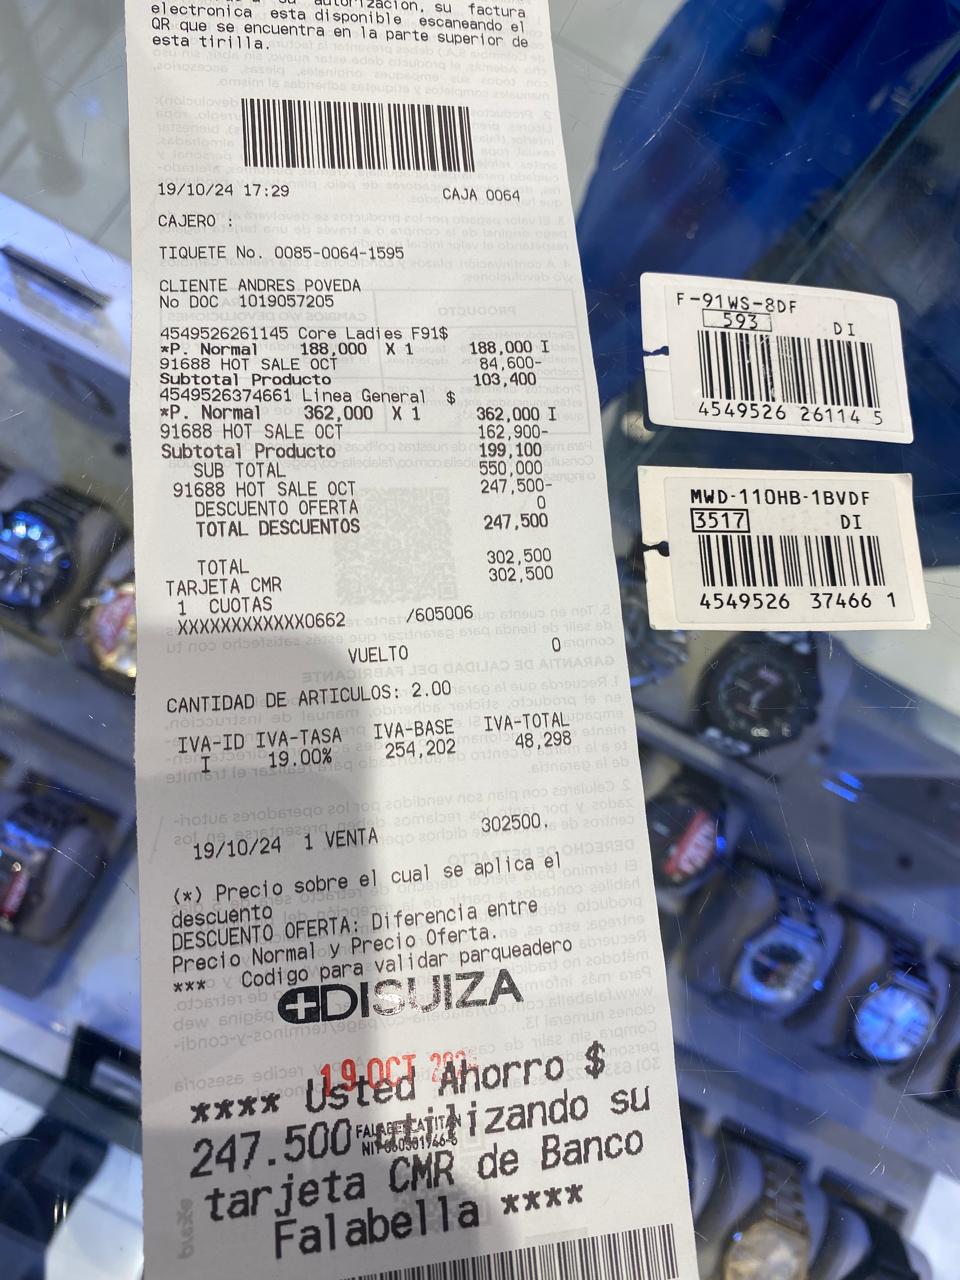 autorizacion, su factura
electronica esta disponible escaneando el
QR que se encuentra en la parte superior de
esta tirilla.
19/10/24 17:29 CAJA 0064
CAJERO :
TIQUETE No. 0085-0064-1595
CLIENTE ANDRES POVEDA
No DOC 1019057205
4549526261145 Core Ladies F91$
*P. Normal 188,000 X 1 188,000 I
91688 HOT SALE OCT 84,600-
Subtotal Producto 103,400
4549526374661 Linea General $
*P. Normal 362,000 X 1 362,000 I
91688 HOT SALE OCT 162,900-
Subtotal Producto 199,100
SUB TOTAL 550,000
91688 HOT SALE OCT 247,500-
DESCUENTO OFERTA 0
TOTAL DESCUENTOS 247,500
TOTAL 302,500
TARJETA CMR 302,500
1 CUOTAS
XXXXXXXXXXXX0662 /605006
VUELTO 0
CANTIDAD DE ARTICULOS: 2.00
IVA-ID IVA-TASA IVA-BASE IVA-TOTAL
I 19.00% 254,202 48,298
19/10/24 1 VENTA 302500.
(*) Precio sobre el cual se aplica el
descuento
DESCUENTO OFERTA: Diferencia entre
Precio Normal y Precio Oferta.
*** Codigo para validar parqueadero
DISUIZA
19 OCT
**** Usted Ahorro $
247.500 utilizando su
tarjeta CMR de Banco
Falabella ****
F-91WS-8DF
593 DI
4549526 26114 5
MWD-110HB-1BVDF
3517 DI
4549526 37466 1